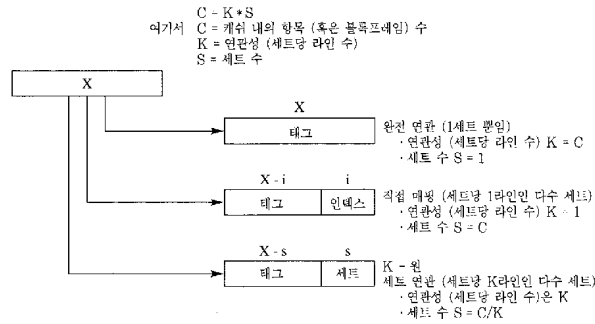 C = K*S
여기서 C = 캐쉬 내의 항목 (혹은 블록프레임) 수
K = 연관성 (세트당 라인 수)
S = 세트 수
X
X
태그
완전 연관 (1세트 뿐임)
· 연관성 (세트당 라인 수) K = C
· 세트 수 S = 1
X - i i
태그 인덱스
직접 매핑 (세트당 1라인인 다수 세트)
· 연관성 (세트당 라인 수) K = 1
· 세트 수 S = C
X - s s
태그 세트
K - 원
세트 연관 (세트당 K라인인 다수 세트)
· 연관성 (세트당 라인 수)은 K
· 세트 수 S = C/K